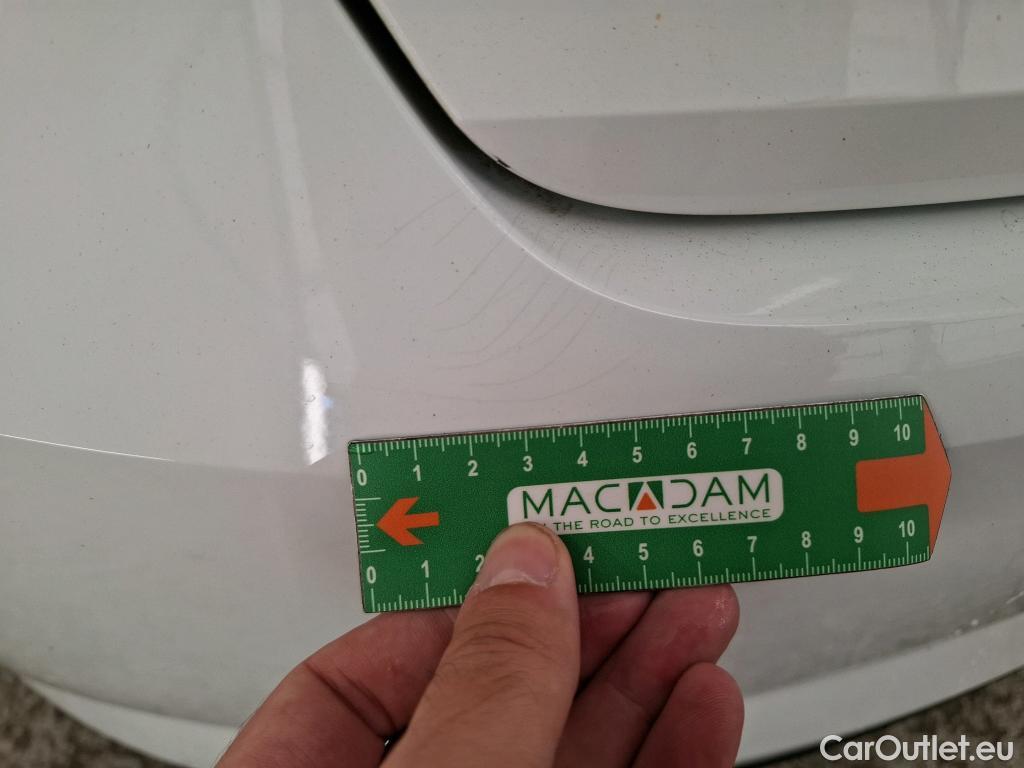 0 1 2 3 4 5 6 7 8 9 10
MACADAM
THE ROAD TO EXCELLENCE
0 1 2 4 5 6 7 8 9 10
CarOutlet.eu